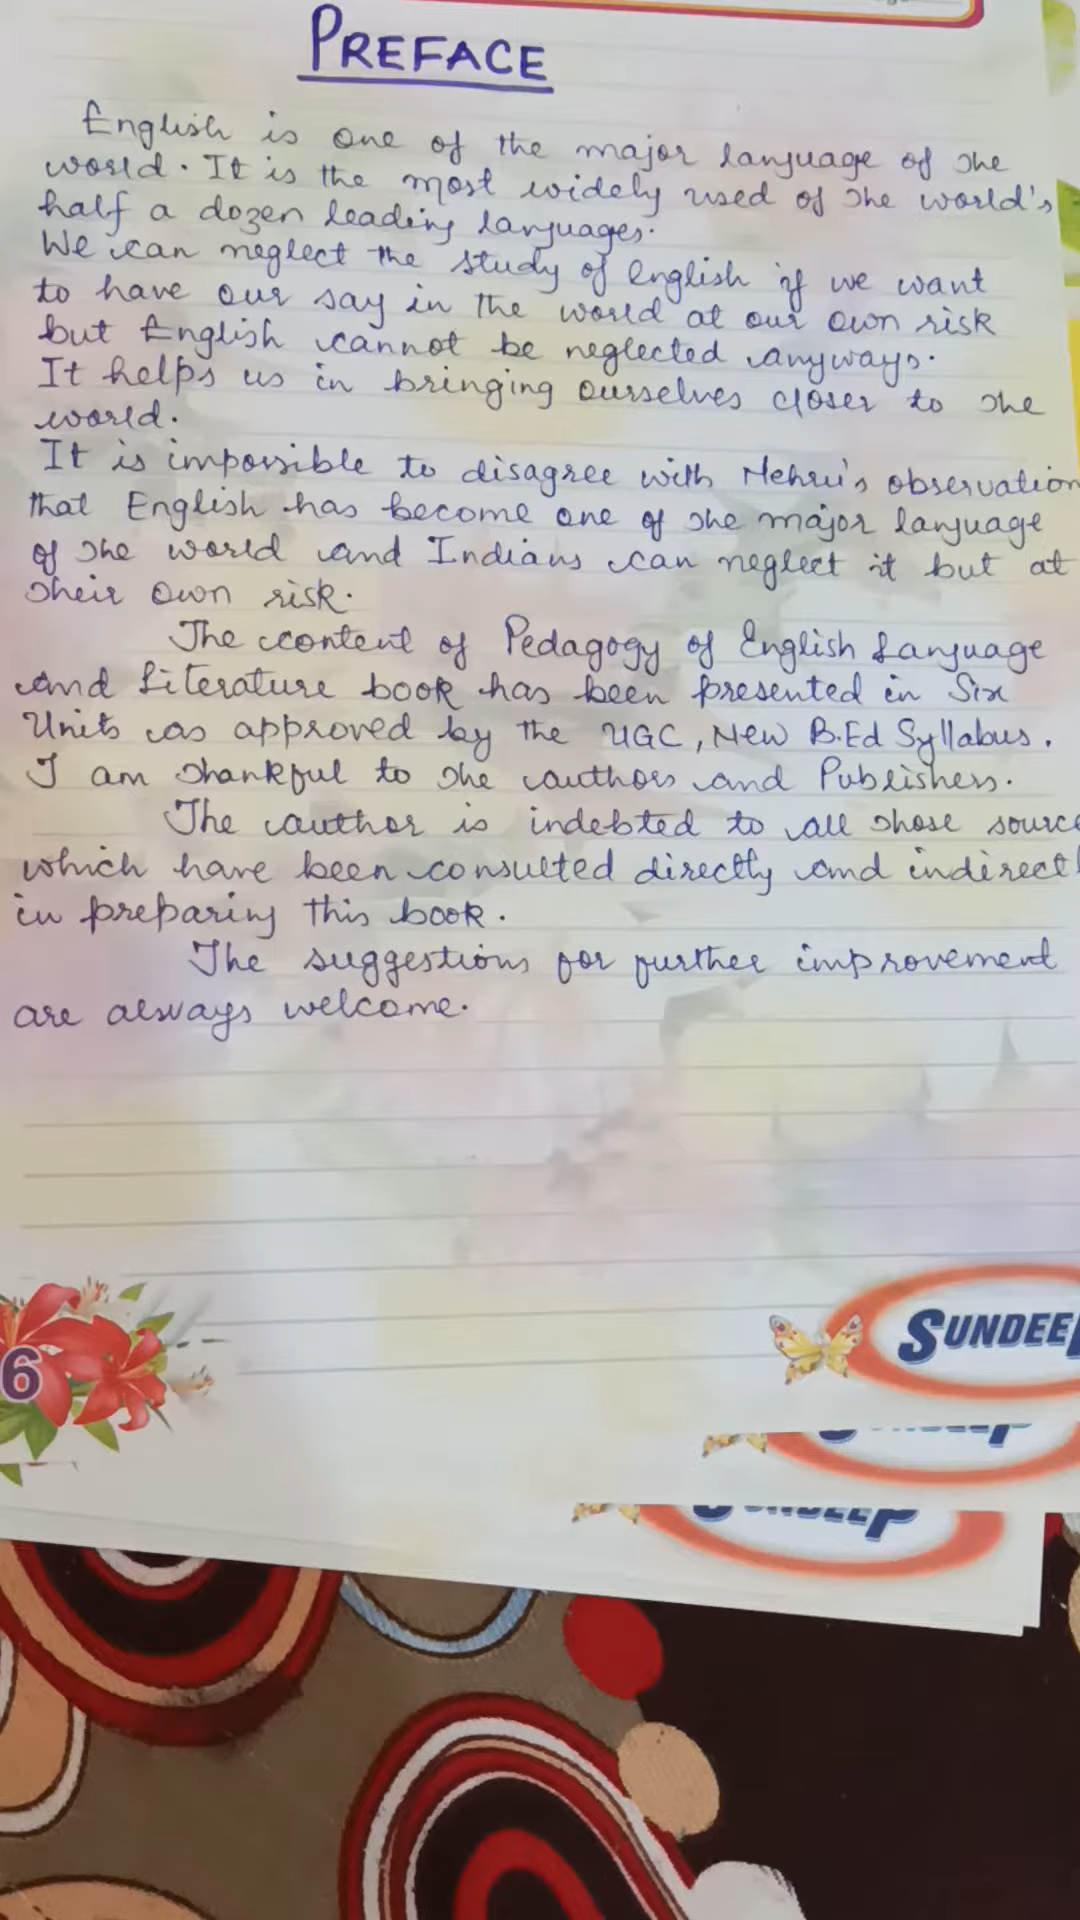 PREFACE
English is one of the major language of the
world. It is the most widely used of the world's
half a dozen leading languages.
We can neglect the study of English if we want
to have our say in the world at our own risk
but English cannot be neglected anyways.
It helps us in bringing ourselves closer to the
world.
It is impossible to disagree with Nehru's observation
that English has become one of the major language
of the world and Indians can neglect it but at
their own risk.
The content of Pedagogy of English Language
and Literature book has been presented in Six
Units as approved by the UGC, New B.Ed Syllabus.
I am thankful to the authors and Publishers.
The author is indebted to all those source
which have been consulted directly and indirectl
in preparing this book.
The suggestions for further improvement
are always welcome.
6
SUNDEEP
SUNDEEP
SUNDEEP